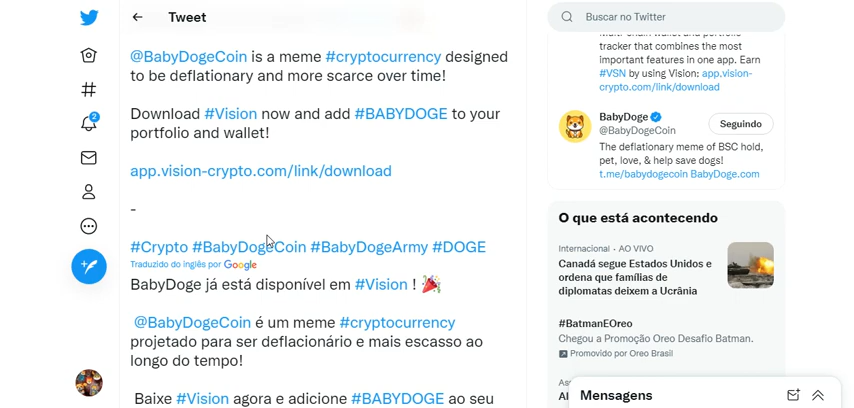 Tweet
@BabyDogeCoin is a meme #cryptocurrency designed
to be deflationary and more scarce over time!
Download #Vision now and add #BABYDOGE to your
portfolio and wallet!
app.vision-crypto.com/link/download
-
#Crypto #BabyDogeCoin #BabyDogeArmy #DOGE
Traduzido do inglês por Google
BabyDoge já está disponível em #Vision !
@BabyDogeCoin é um meme #cryptocurrency
projetado para ser deflacionário e mais escasso ao
longo do tempo!
Baixe #Vision agora e adicione #BABYDOGE ao seu
2
Buscar no Twitter
portfolio
tracker that combines the most
important features in one app. Earn
#VSN by using Vision: app.vision-
crypto.com/link/download
BabyDoge
@BabyDogeCoin
Seguindo
The deflationary meme of BSC hold,
pet, love, & help save dogs!
t.me/babydogecoin BabyDoge.com
O que está acontecendo
Internacional · AO VIVO
Canadá segue Estados Unidos e
ordena que famílias de
diplomatas deixem a Ucrânia
#BatmanEOreo
Chegou a Promoção Oreo Desafio Batman.
Promovido por Oreo Brasil
Mensagens